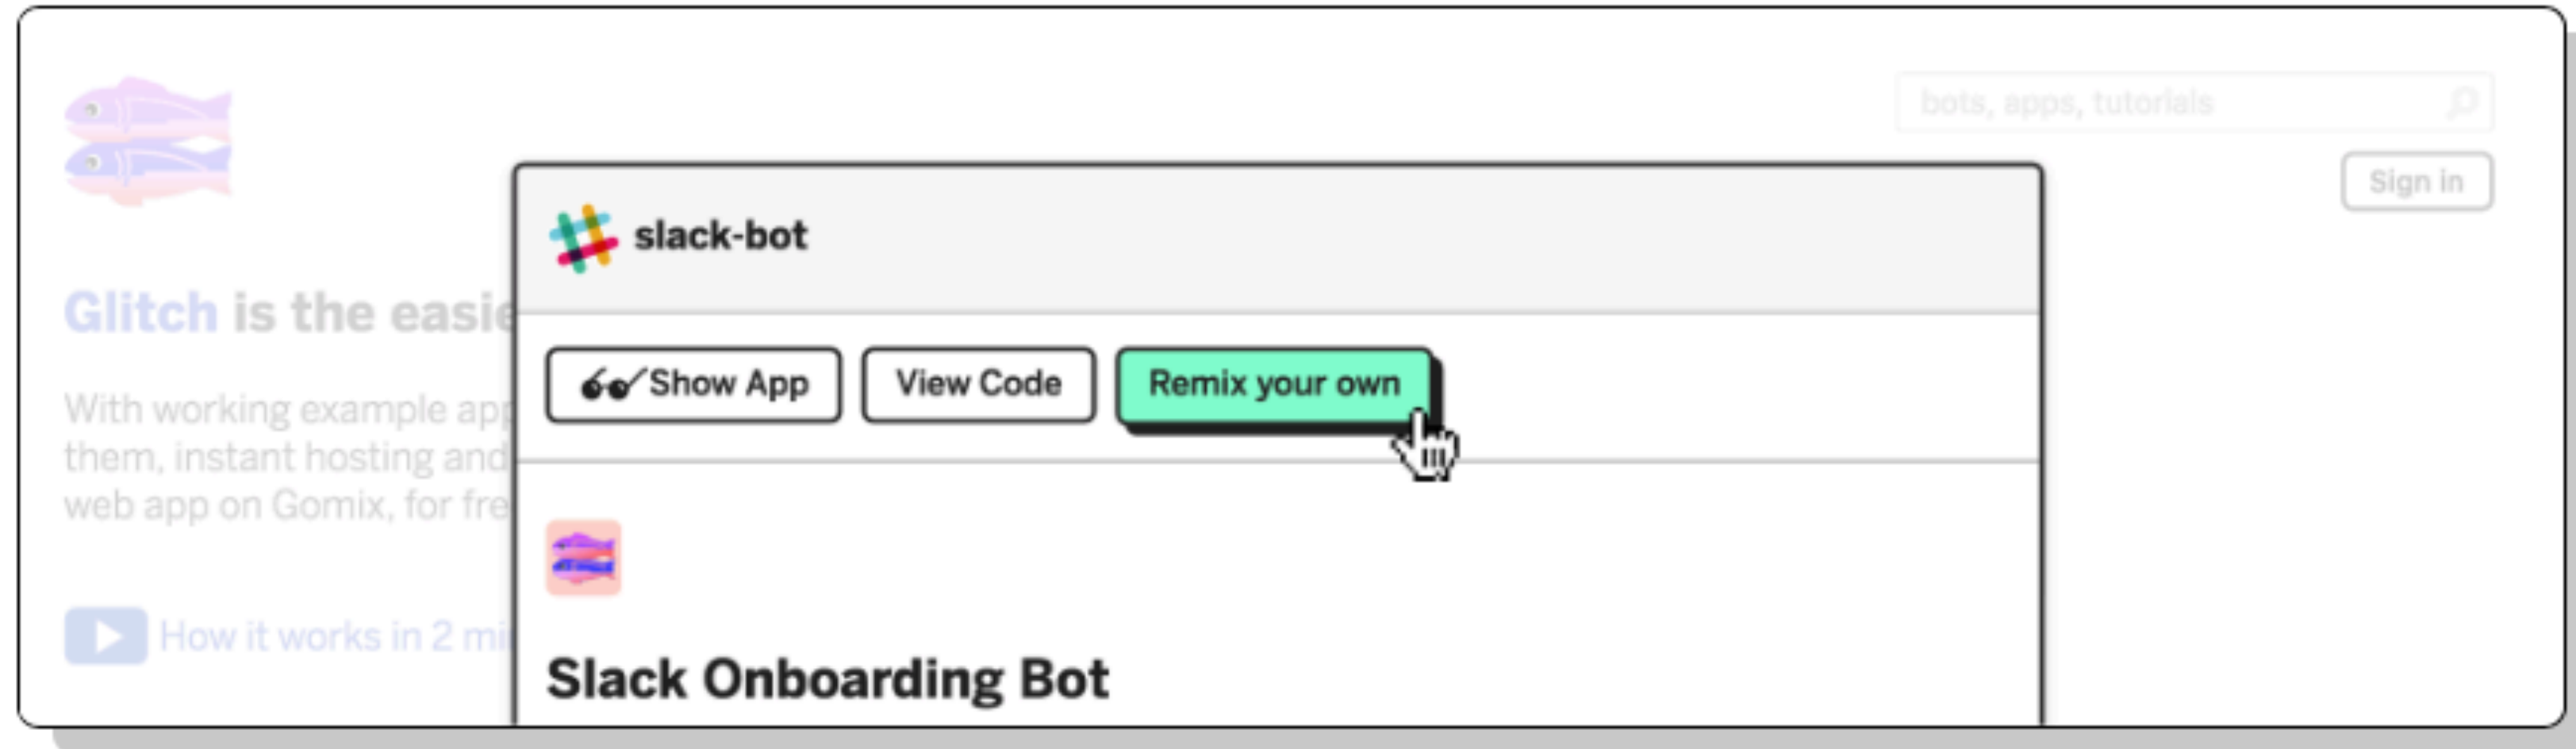 bots, apps, tutorials
Sign in
slack-bot
Glitch is the easie
Show App
View Code
Remix your own
With working example app
them, instant hosting and
web app on Gomix, for fre
How it works in 2 mi
Slack Onboarding Bot